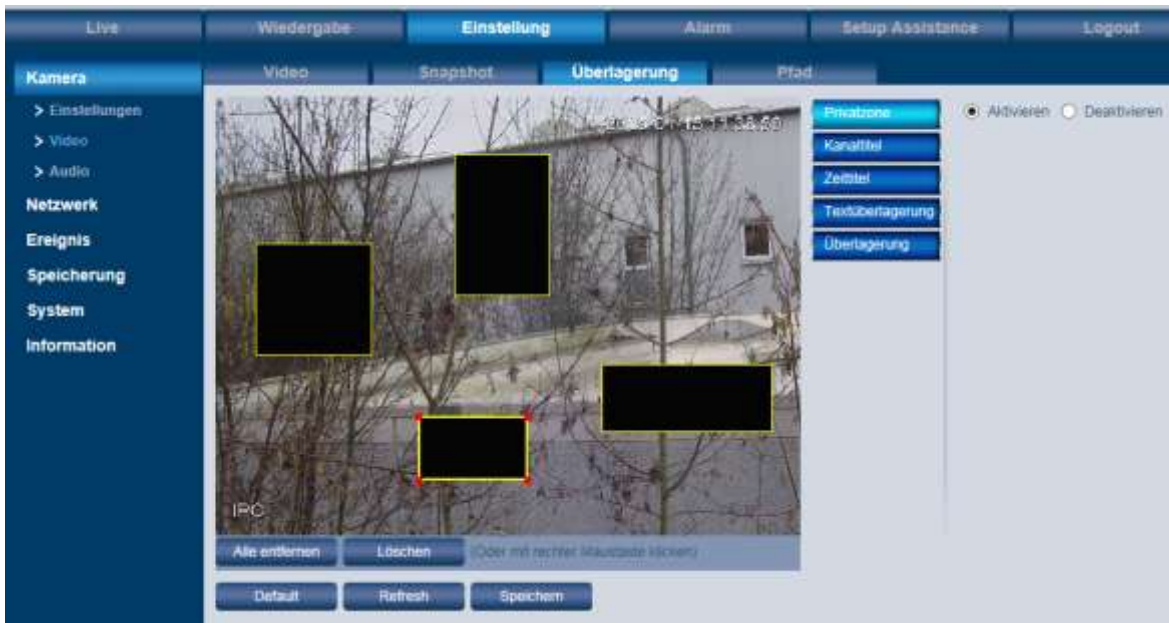 Live Wiedergabe Einstellung Alarm Setup Assistance Logout
Video Snapshot Überlagerung Pfad
Kamera
> Einstellungen
> Video
> Audio
Netzwerk
Ereignis
Speicherung
System
Information
Privatzone
Kanaltitel
Zeittitel
Textüberlagerung
Überlagerung
Aktivieren Deaktivieren
IPC
Alle entfernen Löschen (Oder mit rechter Maustaste klicken)
Default Refresh Speichern